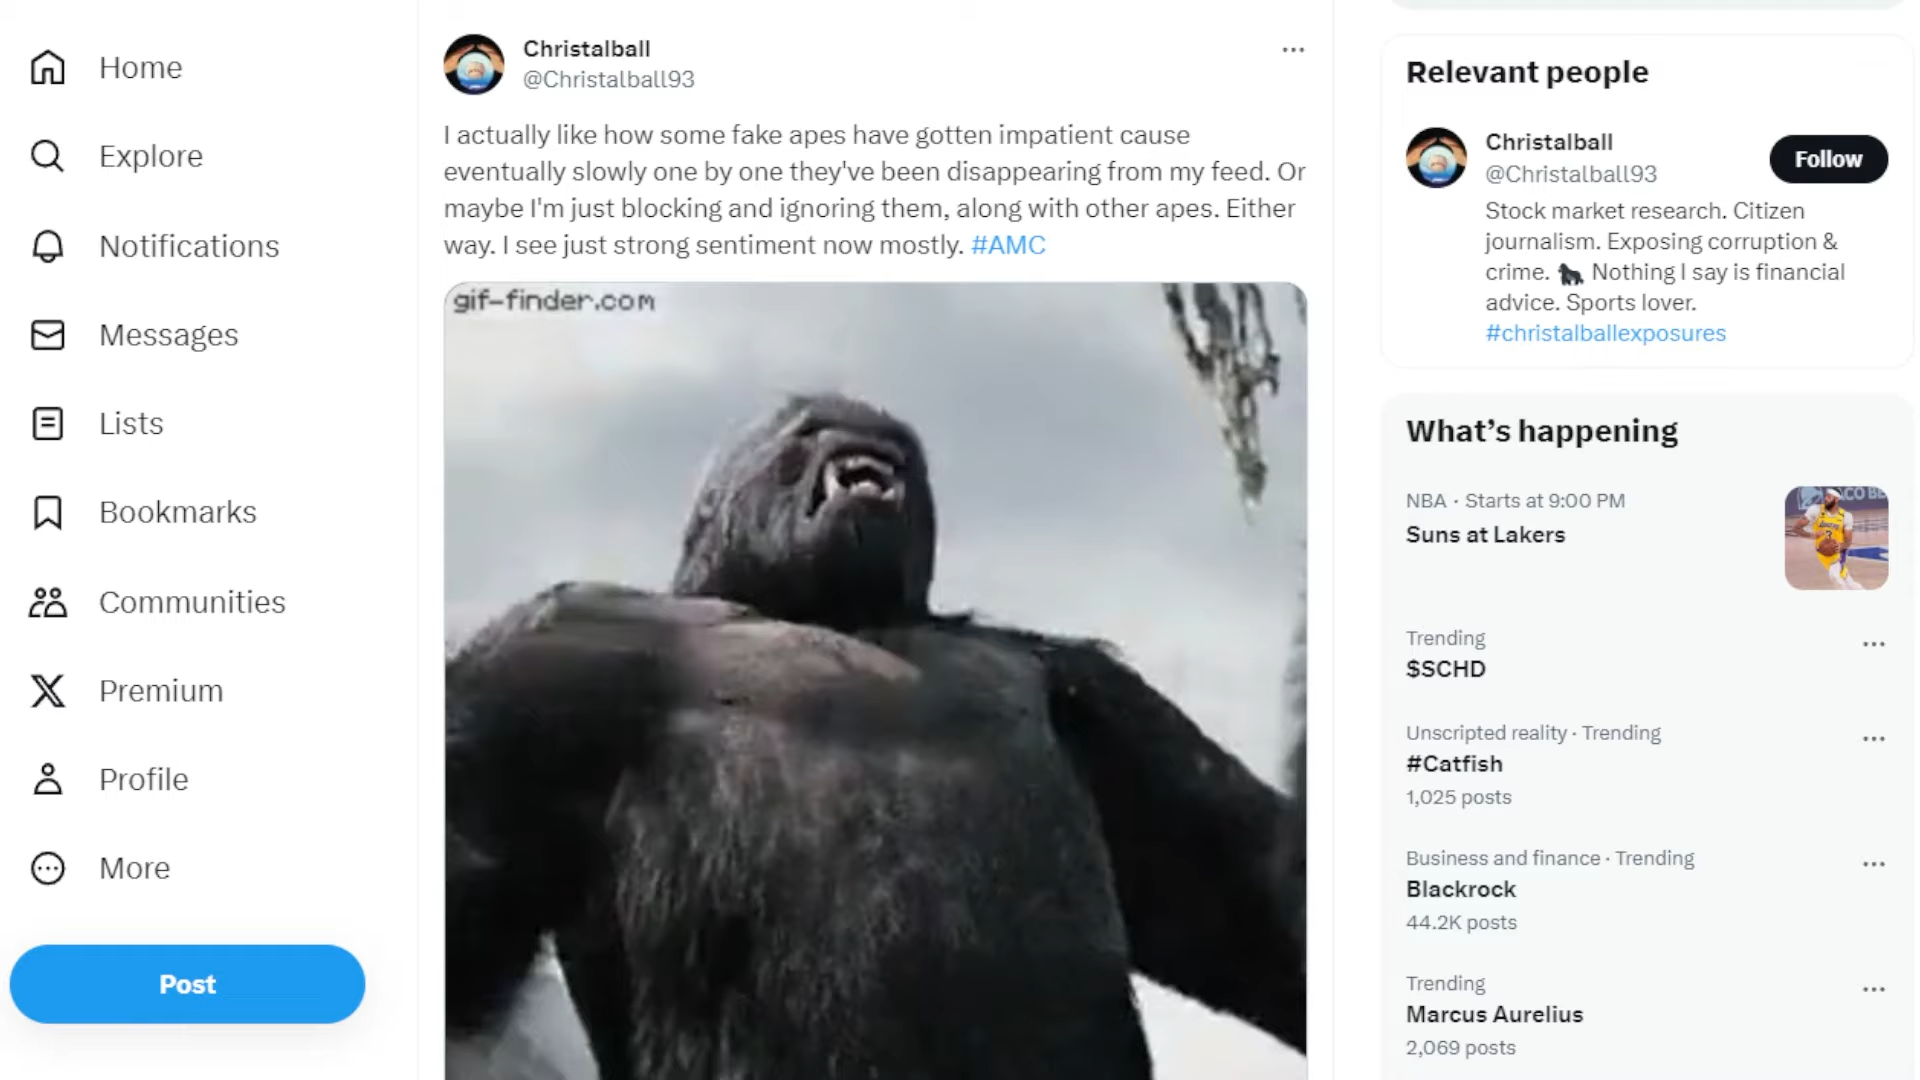 Home
Explore
Notifications
Messages
Lists
Bookmarks
Communities
Premium
Profile
More
Post
Christalball
@Christalball93
I actually like how some fake apes have gotten impatient cause
eventually slowly one by one they've been disappearing from my feed. Or
maybe I'm just blocking and ignoring them, along with other apes. Either
way. I see just strong sentiment now mostly. #AMC
gif-finder.com
Relevant people
Christalball
@Christalball93
Follow
Stock market research. Citizen
journalism. Exposing corruption &
crime. 🦍 Nothing I say is financial
advice. Sports lover.
#christalballexposures
What's happening
NBA · Starts at 9:00 PM
Suns at Lakers
Trending
$SCHD
Unscripted reality · Trending
#Catfish
1,025 posts
Business and finance · Trending
Blackrock
44.2K posts
Trending
Marcus Aurelius
2,069 posts